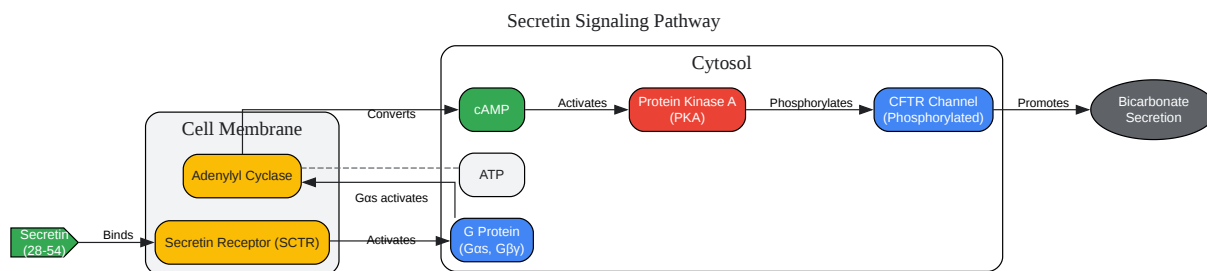 Secretin Signaling Pathway
Cytosol
Cell Membrane
Converts
cAMP
Activates
Protein Kinase A
(PKA)
Phosphorylates
CFTR Channel
(Phosphorylated)
Promotes
Bicarbonate
Secretion
Adenylyl Cyclase
ATP
Gαs activates
Secretin
(28-54)
Binds
Secretin Receptor (SCTR)
Activates
G Protein
(Gαs, Gβγ)